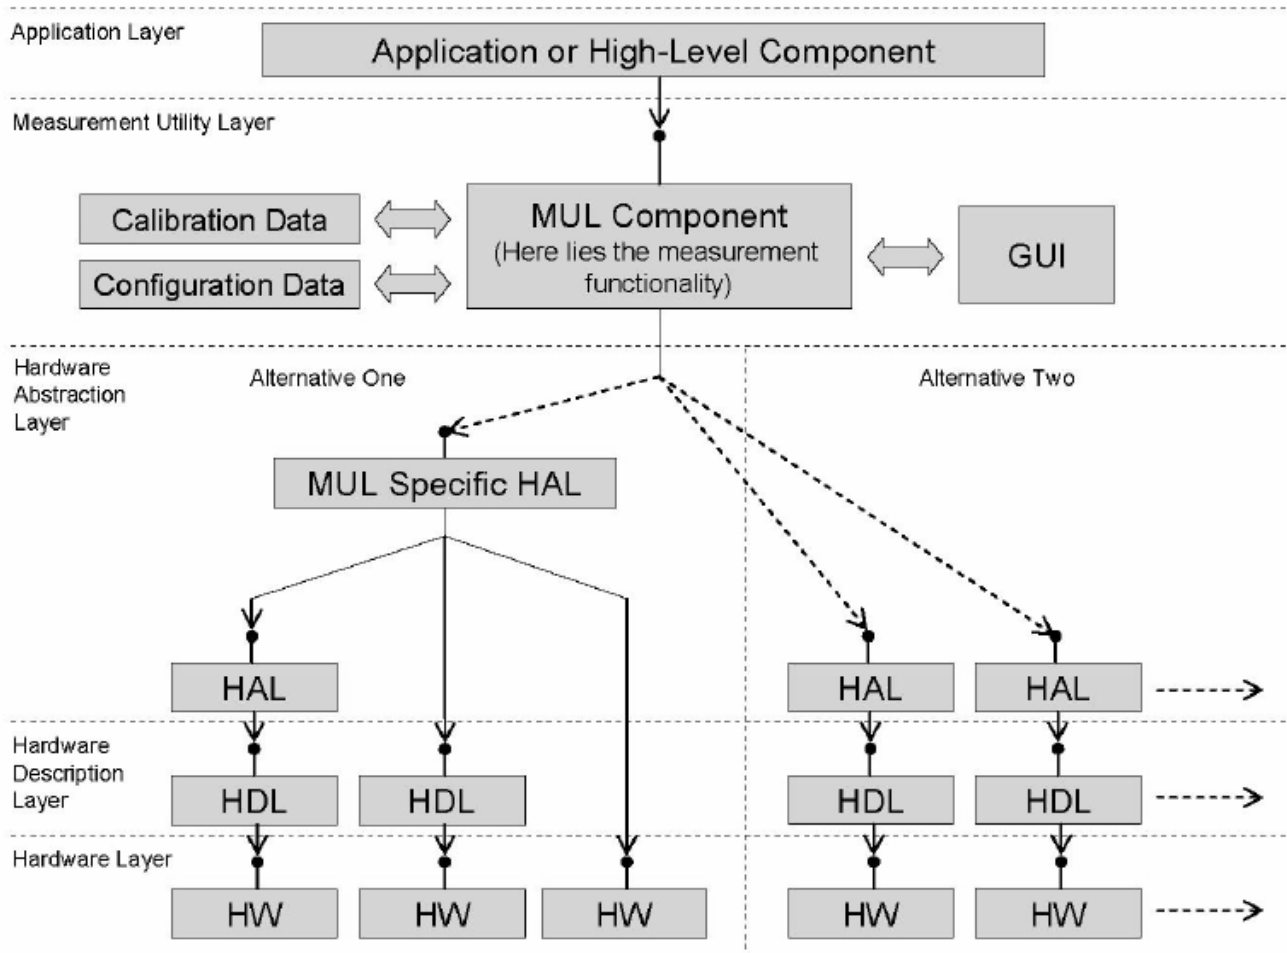 Application Layer
Application or High-Level Component
Measurement Utility Layer
Calibration Data
Configuration Data
MUL Component
(Here lies the measurement
functionality)
GUI
Hardware
Abstraction
Layer
Alternative One
Alternative Two
MUL Specific HAL
HAL
HAL
HAL
Hardware
Description
Layer
HDL
HDL
HDL
HDL
Hardware Layer
HW
HW
HW
HW
HW